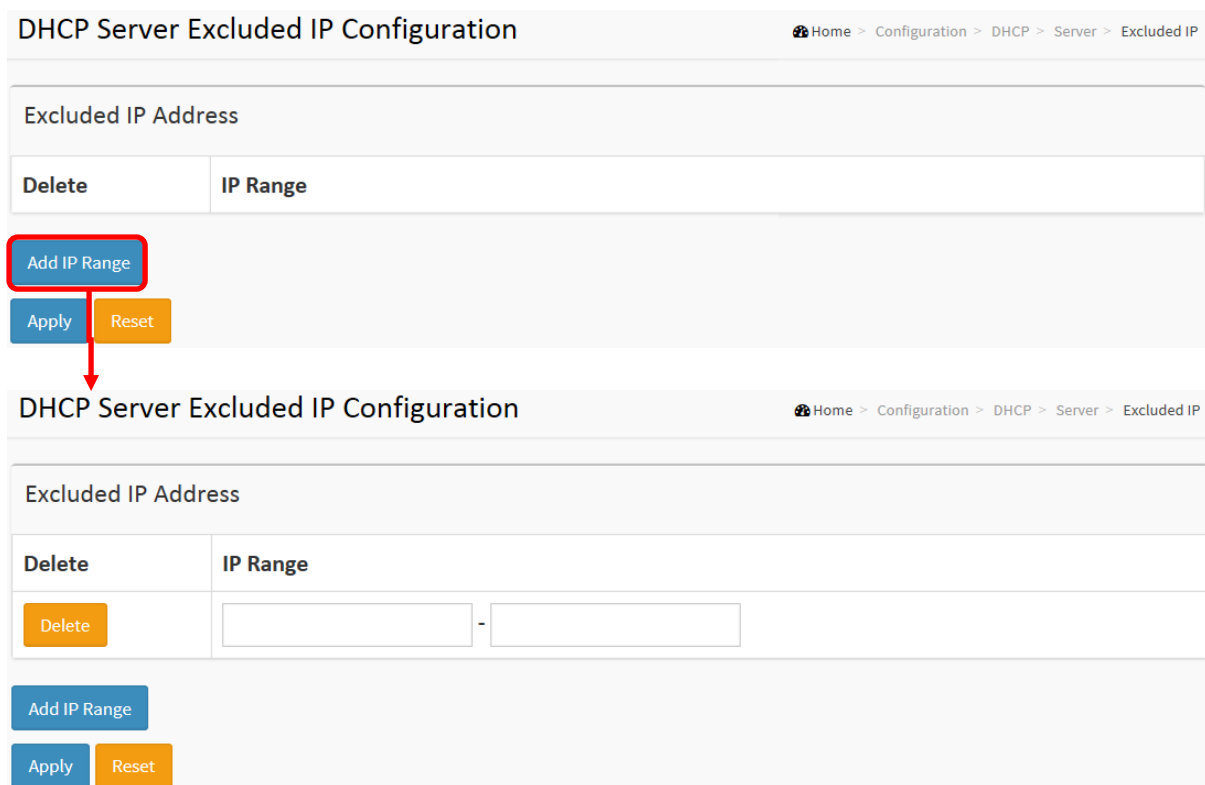 DHCP Server Excluded IP Configuration
Home > Configuration > DHCP > Server > Excluded IP
Excluded IP Address
Delete IP Range
Add IP Range
Apply Reset
DHCP Server Excluded IP Configuration
Home > Configuration > DHCP > Server > Excluded IP
Excluded IP Address
Delete IP Range
Delete -
Add IP Range
Apply Reset